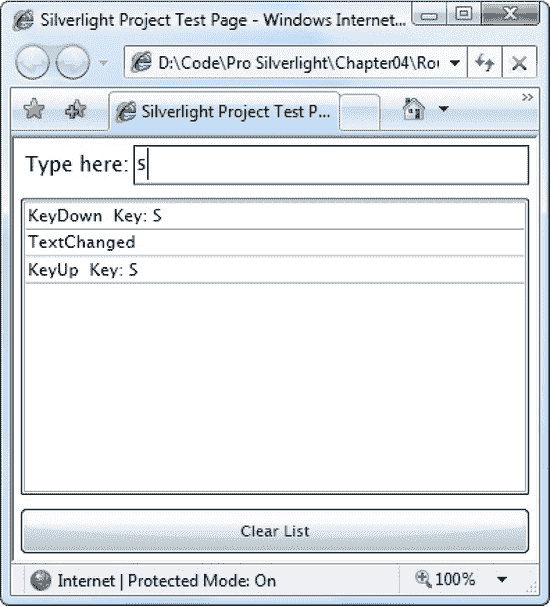 Silverlight Project Test Page - Windows Internet...
D:\Code\Pro Silverlight\Chapter04\Rou
Silverlight Project Test P...
Type here: s
KeyDown Key: S
TextChanged
KeyUp Key: S
Clear List
Internet | Protected Mode: On
100%